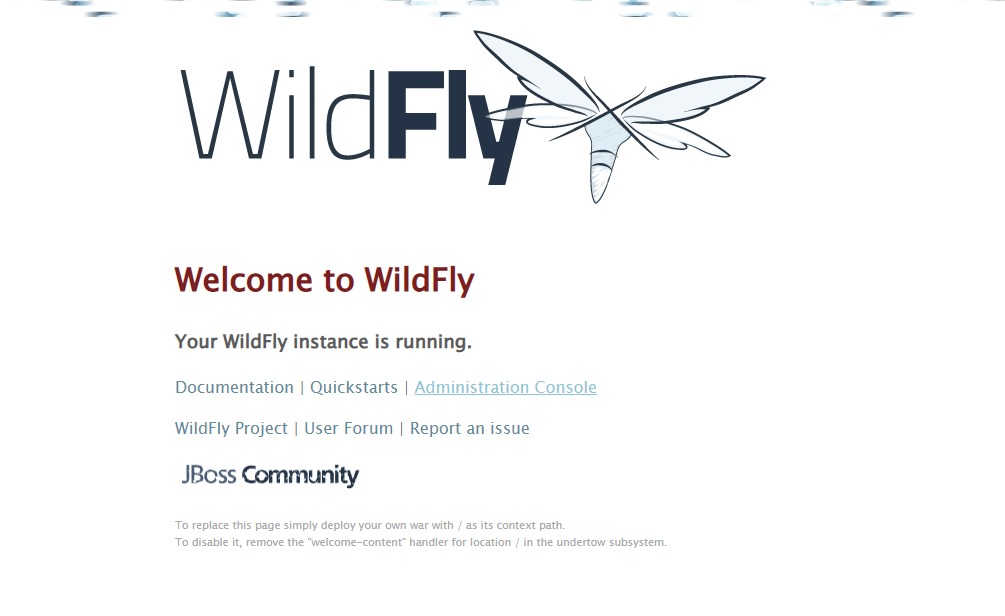 WildFly
Welcome to WildFly
Your WildFly instance is running.
Documentation | Quickstarts | Administration Console
WildFly Project | User Forum | Report an issue
JBoss Community
To replace this page simply deploy your own war with / as its context path.
To disable it, remove the "welcome-content" handler for location / in the undertow subsystem.